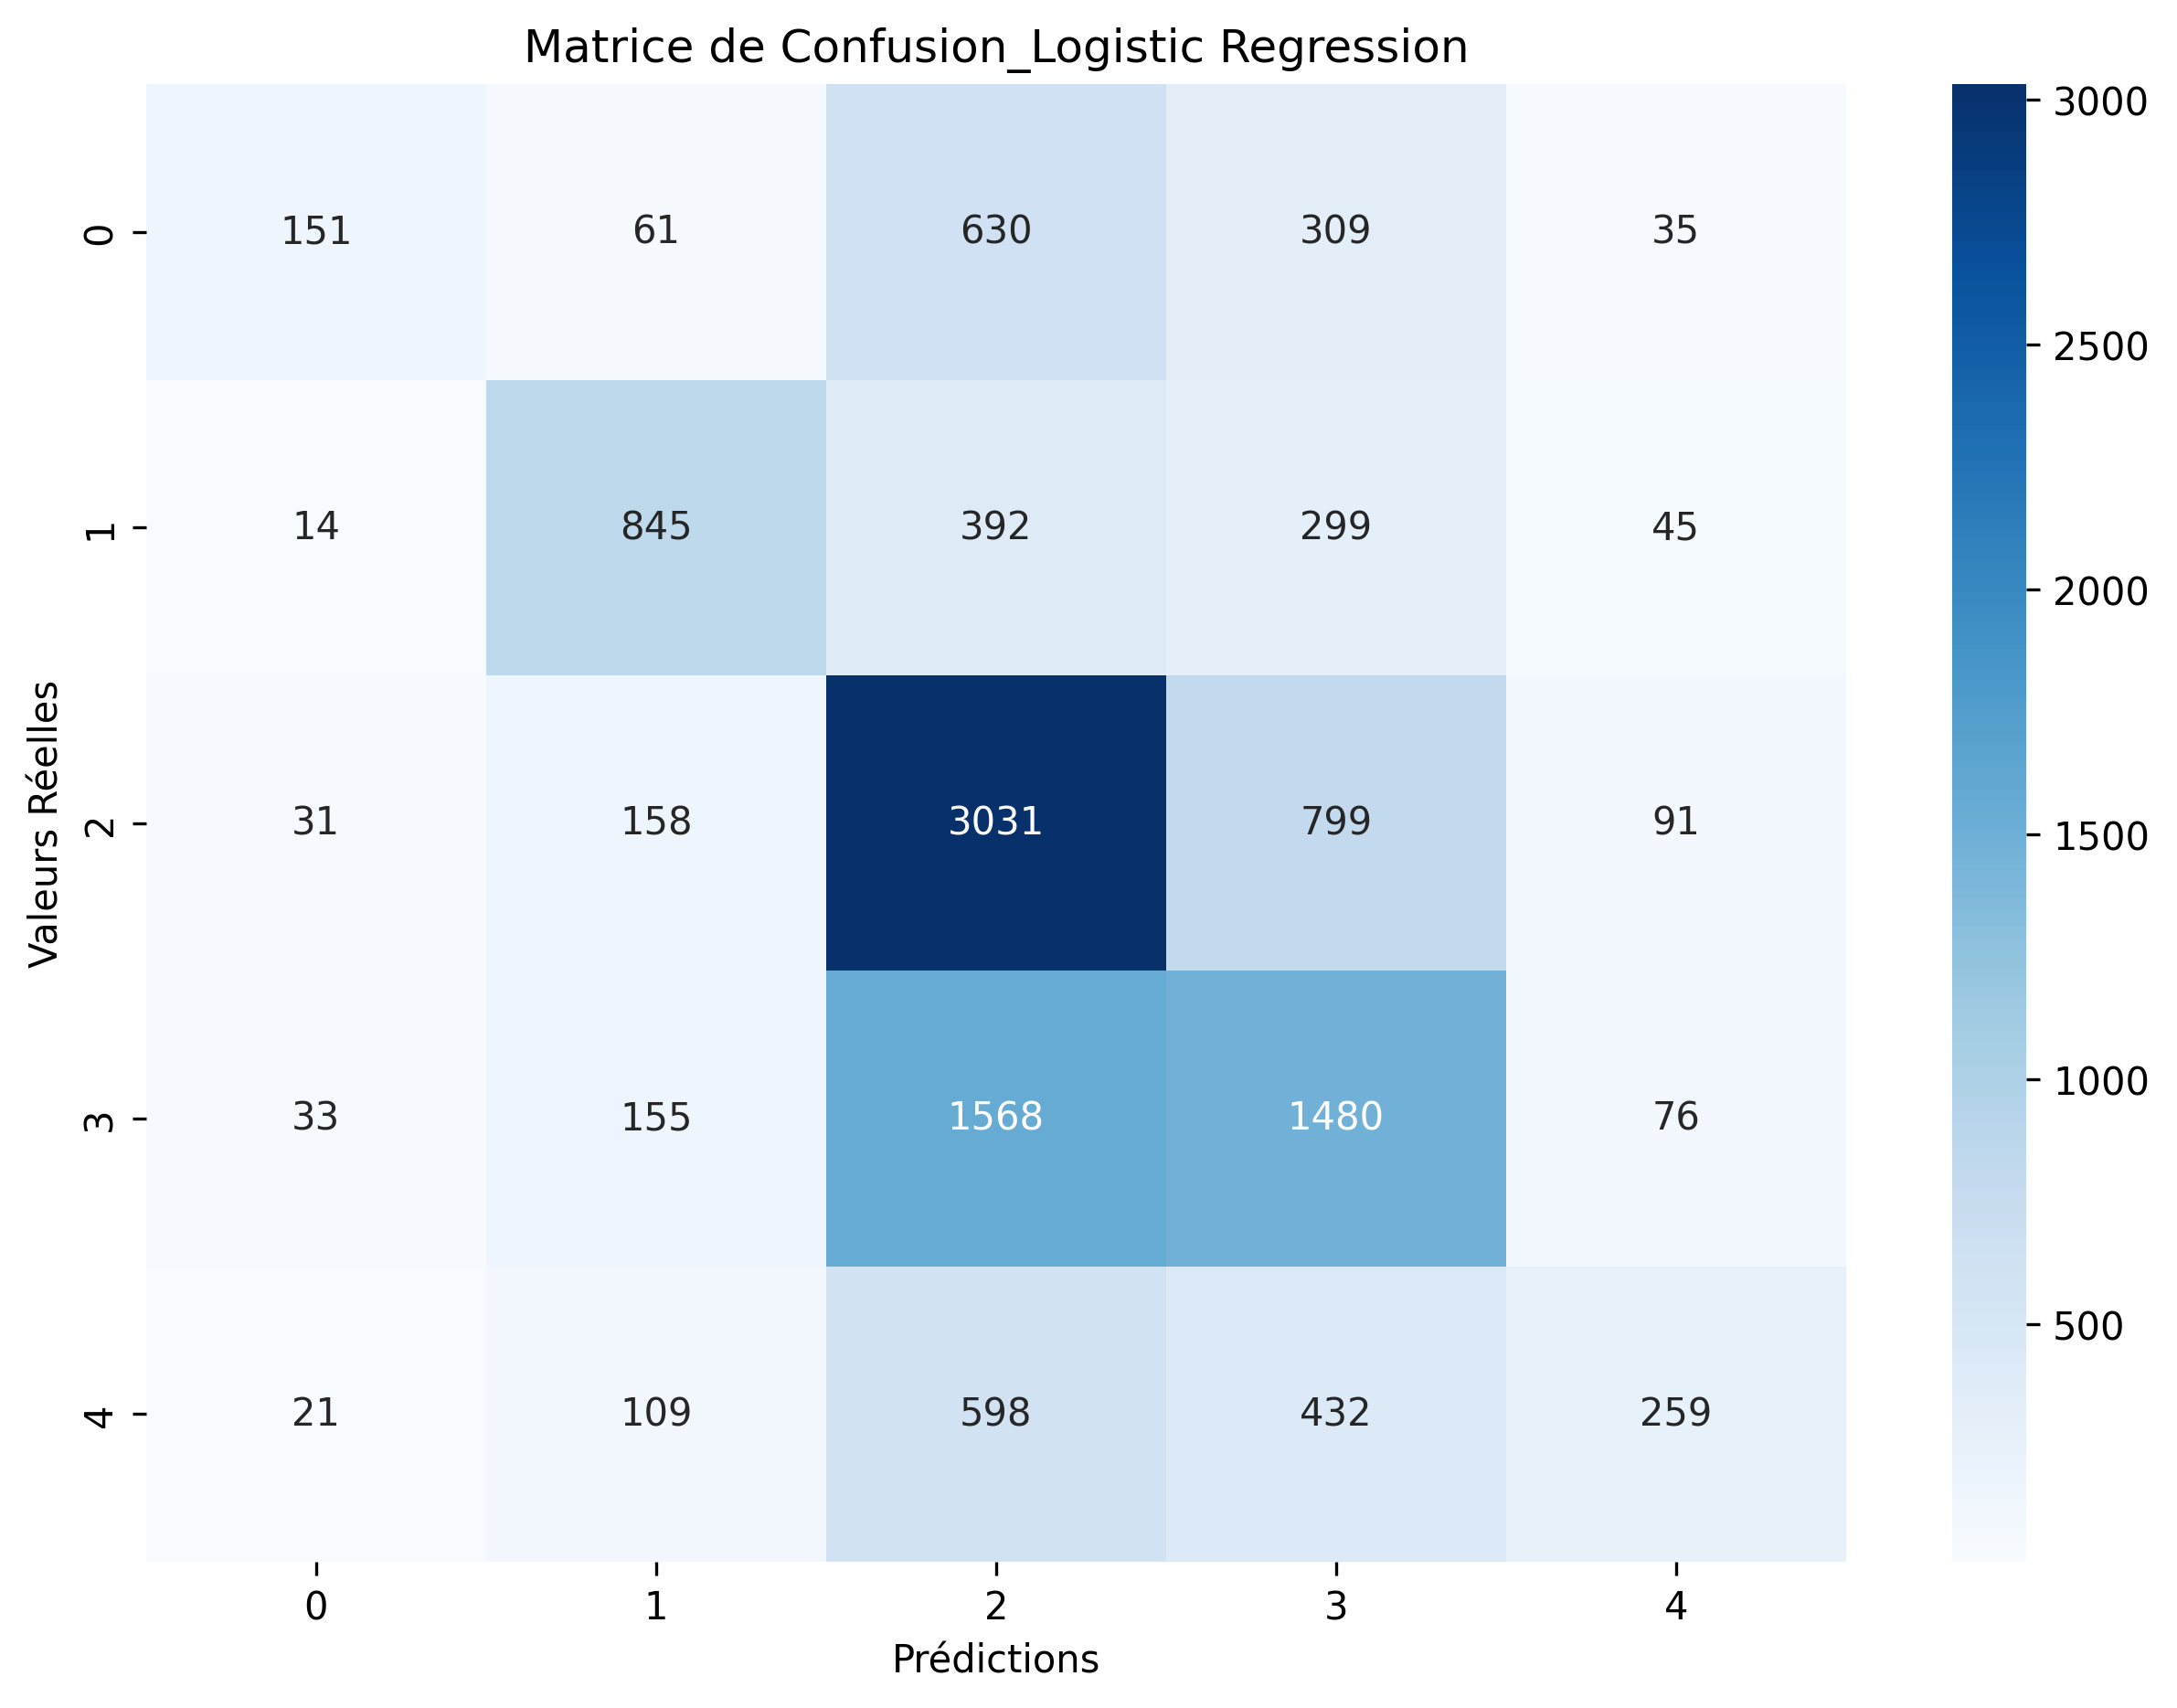 Matrice de Confusion_Logistic Regression
0 151 61 630 309 35
1 14 845 392 299 45
2 31 158 3031 799 91
3 33 155 1568 1480 76
4 21 109 598 432 259
0 1 2 3 4
Prédictions
Valeurs Réelles
3000
2500
2000
1500
1000
500